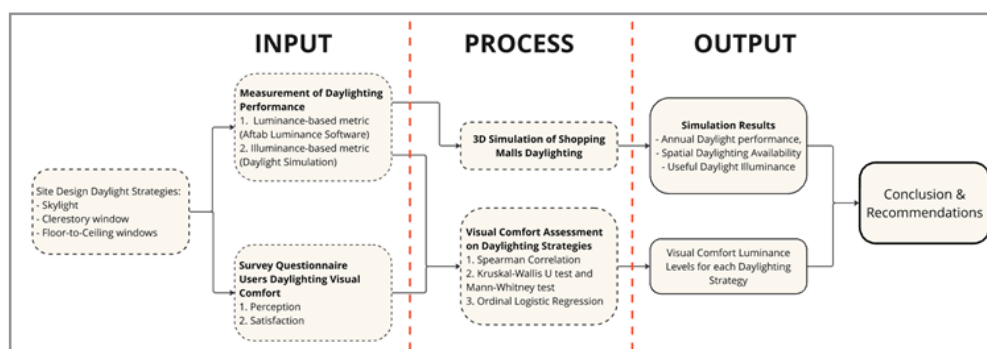 INPUT
PROCESS
OUTPUT
Site Design Daylight Strategies:
- Skylight
- Clerestory window
- Floor-to-Ceiling windows
Measurement of Daylighting
Performance
1. Luminance-based metric
(Aftab Luminance Software)
2. Illuminance-based metric
(Daylight Simulation)
Survey Questionnaire
Users Daylighting Visual
Comfort
1. Perception
2. Satisfaction
3D Simulation of Shopping
Malls Daylighting
Visual Comfort Assessment
on Daylighting Strategies
1. Spearman Correlation
2. Kruskal-Wallis U test and
Mann-Whitney test
3. Ordinal Logistic Regression
Simulation Results
- Annual Daylight performance,
- Spatial Daylighting Availability
- Useful Daylight Illuminance
Visual Comfort Luminance
Levels for each Daylighting
Strategy
Conclusion &
Recommendations